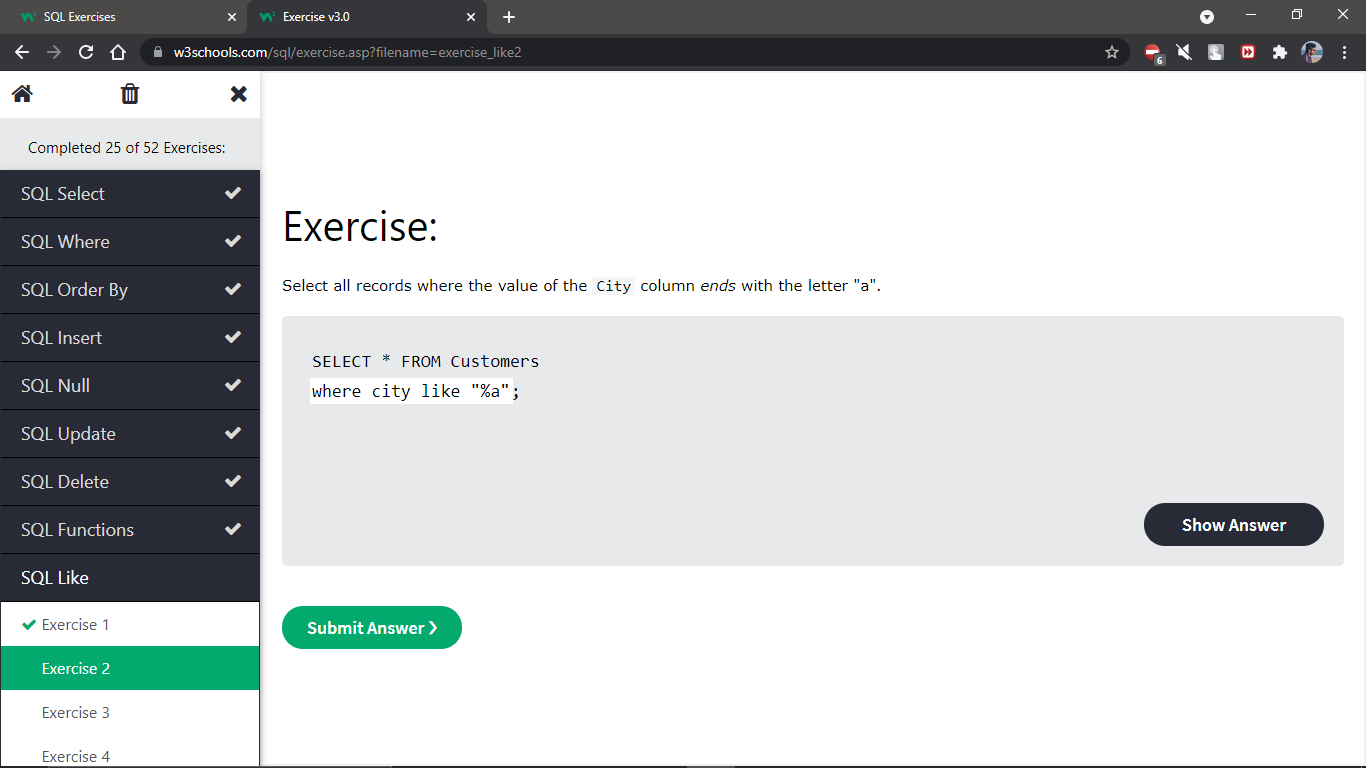 SQL Exercises
Exercise v3.0
w3schools.com/sql/exercise.asp?filename=exercise_like2
6
Completed 25 of 52 Exercises:
SQL Select
SQL Where
SQL Order By
SQL Insert
SQL Null
SQL Update
SQL Delete
SQL Functions
SQL Like
Exercise 1
Exercise 2
Exercise 3
Exercise 4
Exercise:
Select all records where the value of the City column ends with the letter "a".
SELECT * FROM Customers
where city like "%a";
Show Answer
Submit Answer ❯